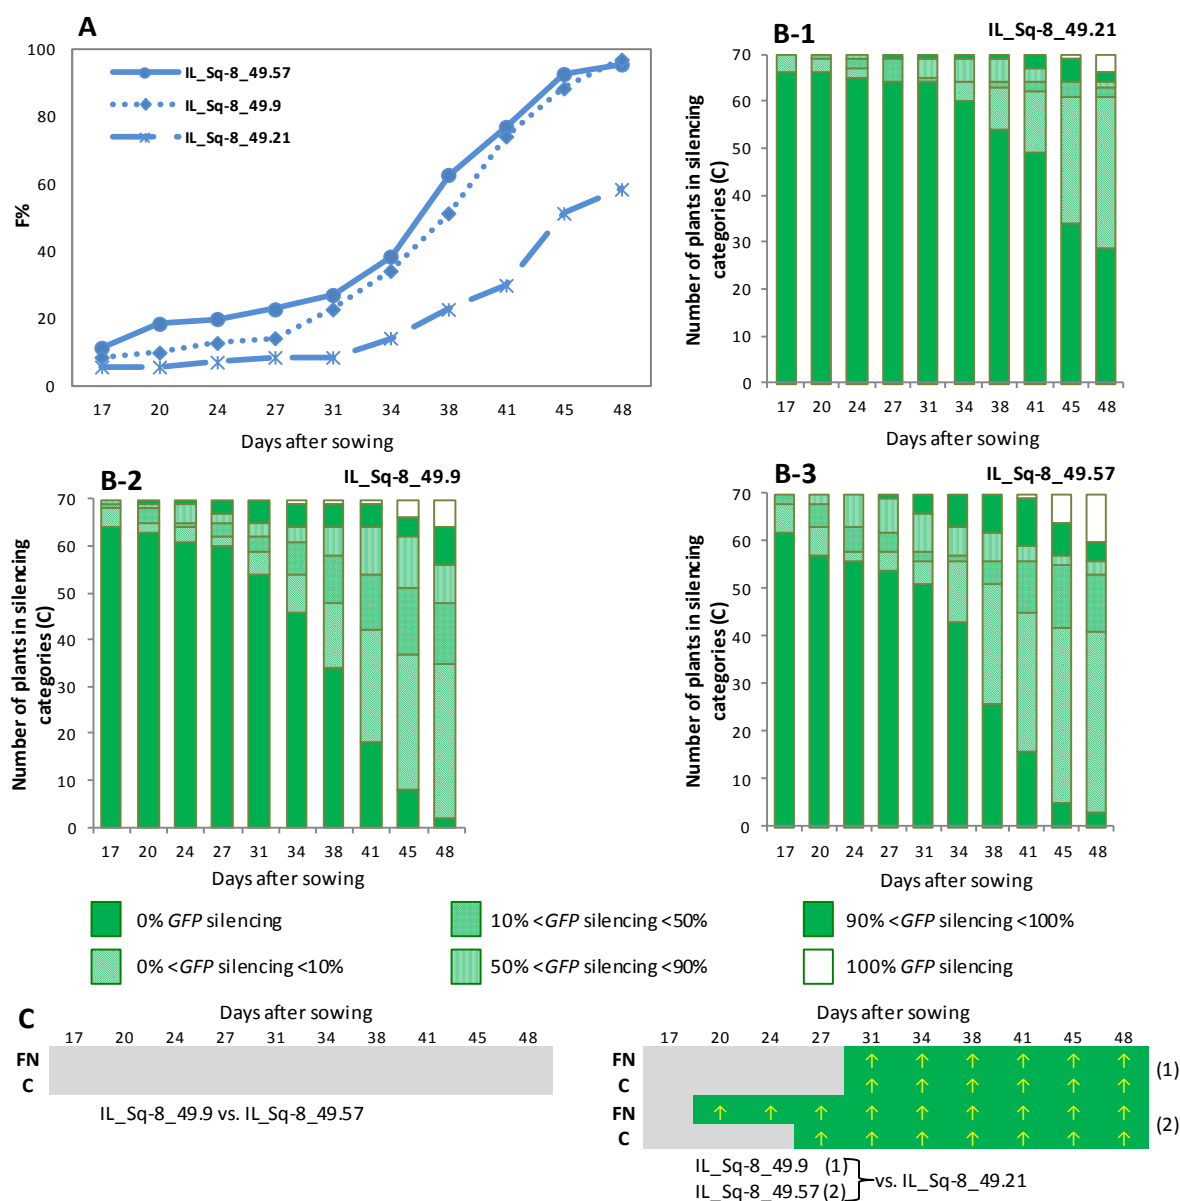 A
F%
100
80
60
40
20
0
IL_Sq-8_49.57
IL_Sq-8_49.9
IL_Sq-8_49.21
17 20 24 27 31 34 38 41 45 48
Days after sowing
B-1
IL_Sq-8_49.21
Number of plants in silencing
categories (C)
70
60
50
40
30
20
10
0
17 20 24 27 31 34 38 41 45 48
Days after sowing
B-2
IL_Sq-8_49.9
Number of plants in silencing
categories (C)
70
60
50
40
30
20
10
0
17 20 24 27 31 34 38 41 45 48
Days after sowing
B-3
IL_Sq-8_49.57
Number of plants in silencing
categories (C)
70
60
50
40
30
20
10
0
17 20 24 27 31 34 38 41 45 48
Days after sowing
0% GFP silencing
10% <GFP silencing <50%
90% <GFP silencing <100%
0% <GFP silencing <10%
50% <GFP silencing <90%
100% GFP silencing
C
Days after sowing
17 20 24 27 31 34 38 41 45 48
FN
C
IL_Sq-8_49.9 vs. IL_Sq-8_49.57
Days after sowing
17 20 24 27 31 34 38 41 45 48
FN ↑ ↑ ↑ ↑ ↑ ↑
C ↑ ↑ ↑ ↑ ↑ ↑
(1)
FN ↑ ↑ ↑ ↑ ↑ ↑ ↑ ↑ ↑
C ↑ ↑ ↑ ↑ ↑ ↑ ↑
(2)
IL_Sq-8_49.9 (1)
IL_Sq-8_49.57 (2)
vs. IL_Sq-8_49.21